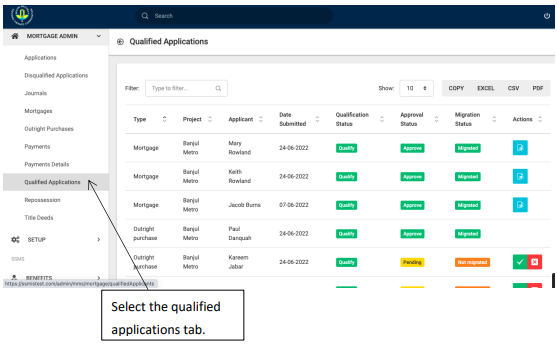 Search
MORTGAGE ADMIN
Qualified Applications
Applications
Disqualified Applications
Journals
Mortgages
Outright Purchases
Payments
Payments Details
Qualified Applications
Repossession
Title Deeds
SETUP
SSMS
BENEFITS
https://ssmstest.com/admin/mms/mortgage/qualifiedApplicants
Filter: Type to filter... Show: 10 COPY EXCEL CSV PDF
Type Project Applicant Date Submitted Qualification Status Approval Status Migration Status Actions
Mortgage Banjul Metro Mary Rowland 24-06-2022 Qualify Approve Migrated
Mortgage Banjul Metro Keith Rowland 24-06-2022 Qualify Approve Migrated
Mortgage Banjul Metro Jacob Burns 07-06-2022 Qualify Approve Migrated
Outright purchase Banjul Metro Paul Danquah 24-06-2022 Qualify Approve Migrated
Outright purchase Banjul Metro Kareem Jabar 24-06-2022 Qualify Pending Not migrated
Select the qualified
applications tab.